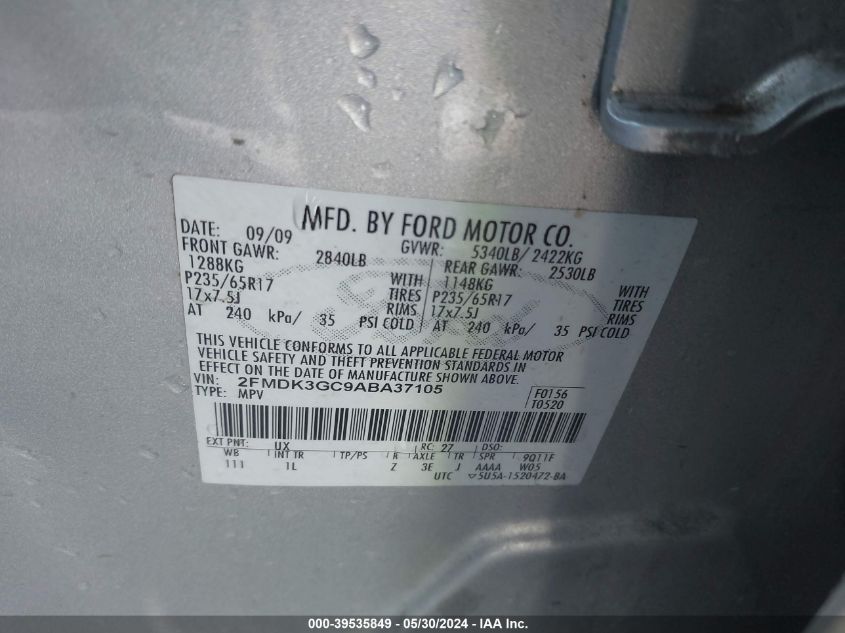 MFD. BY FORD MOTOR CO.
DATE: 09/09 GVWR: 5340LB/ 2422KG
FRONT GAWR: 2840LB REAR GAWR: 2530LB
1288KG WITH 1148KG WITH
P235/65R17 TIRES P235/65R17 TIRES
17x7.5J RIMS 17x7.5J RIMS
AT 240 kPa/ 35 PSI COLD AT 240 kPa/ 35 PSI COLD
THIS VEHICLE CONFORMS TO ALL APPLICABLE FEDERAL MOTOR
VEHICLE SAFETY AND THEFT PREVENTION STANDARDS IN
EFFECT ON THE DATE OF MANUFACTURE SHOWN ABOVE.
VIN: 2FMDK3GC9ABA37105 F0156
TYPE: MPV T0520
EXT PNT: UX RC: 27 DSO:
WB INT TR TP/PS R AXLE TR SPR 9Q11F
111 1L Z 3E J AAAA W05
UTC ▽5U5A-1520472-BA
000-39535849 - 05/30/2024 - IAA Inc.